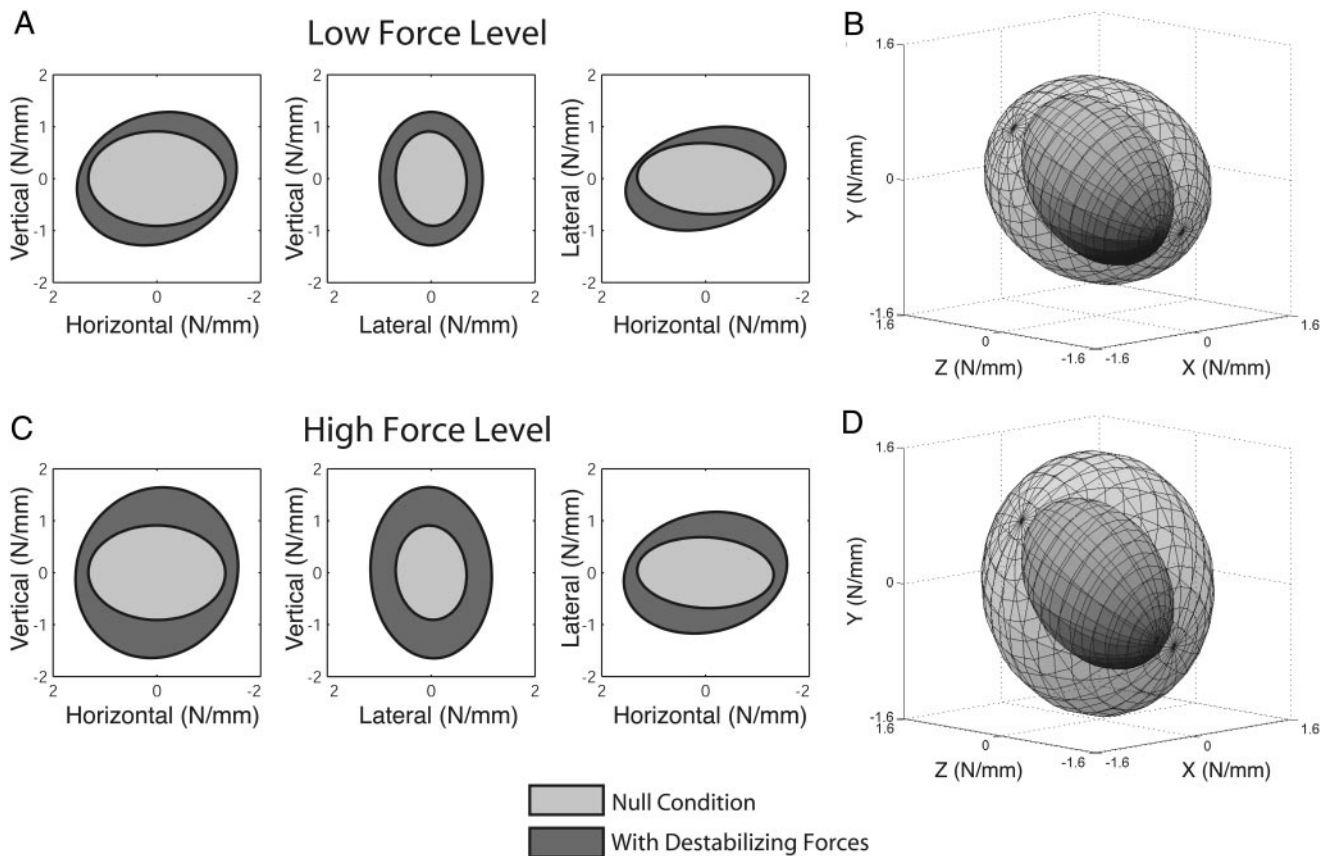 A
Low Force Level
B
2
1
0
-1
-2
Vertical (N/mm)
2 0 -2
Horizontal (N/mm)
2
1
0
-1
-2
Vertical (N/mm)
2 0 2
Lateral (N/mm)
2
1
0
-1
-2
Lateral (N/mm)
2 0 -2
Horizontal (N/mm)
1.6
0
-1.6
Y (N/mm)
1.6
0
-1.6
Z (N/mm)
-1.6
0
1.6
X (N/mm)
C
High Force Level
D
2
1
0
-1
-2
Vertical (N/mm)
2 0 -2
Horizontal (N/mm)
2
1
0
-1
-2
Vertical (N/mm)
2 0 2
Lateral (N/mm)
2
1
0
-1
-2
Lateral (N/mm)
2 0 -2
Horizontal (N/mm)
1.6
0
-1.6
Y (N/mm)
1.6
0
-1.6
Z (N/mm)
-1.6
0
1.6
X (N/mm)
Null Condition
With Destabilizing Forces